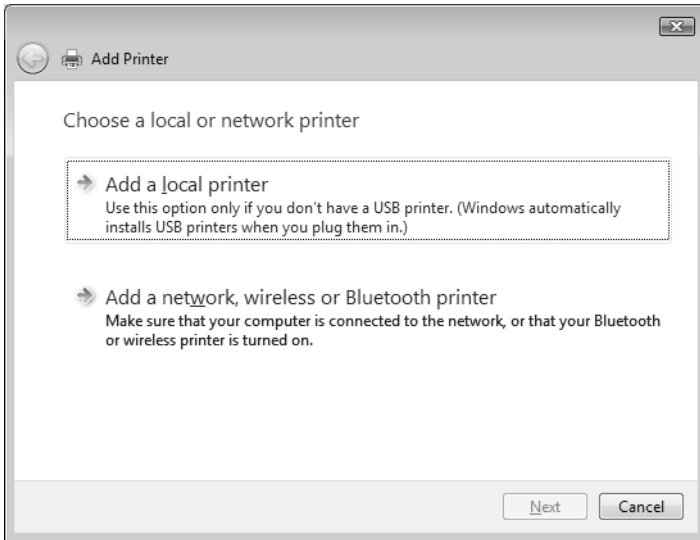 Add Printer
Choose a local or network printer
Add a local printer
Use this option only if you don't have a USB printer. (Windows automatically
installs USB printers when you plug them in.)
Add a network, wireless or Bluetooth printer
Make sure that your computer is connected to the network, or that your Bluetooth
or wireless printer is turned on.
Next Cancel